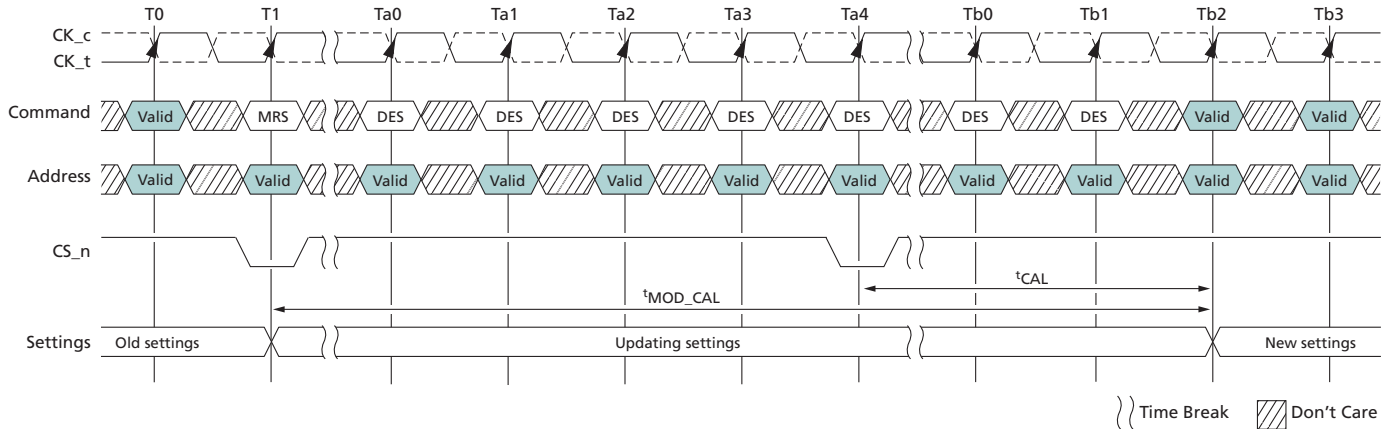 T0 T1 Ta0 Ta1 Ta2 Ta3 Ta4 Tb0 Tb1 Tb2 Tb3
CK_c
CK_t
Command Valid MRS DES DES DES DES DES DES DES Valid Valid
Address Valid Valid Valid Valid Valid Valid Valid Valid Valid Valid Valid
CS_n
tCAL
tMOD_CAL
Settings Old settings Updating settings New settings
Time Break Don't Care